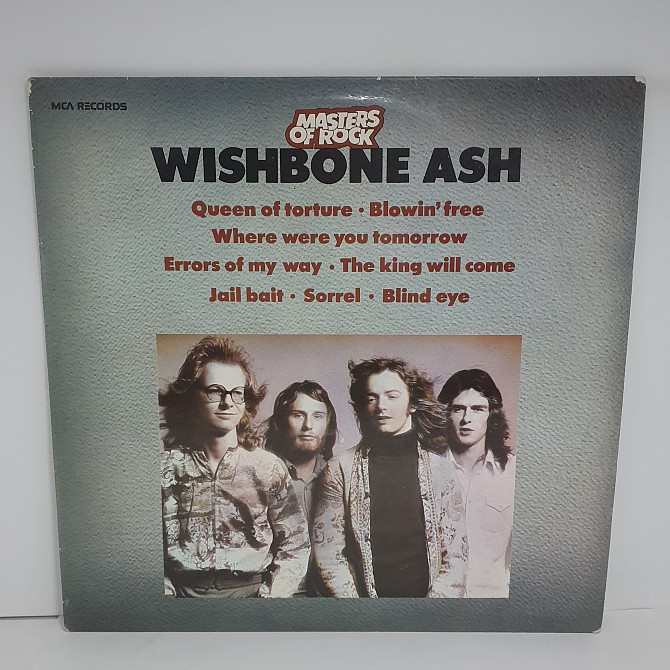 MCA RECORDS
MASTERS
OF ROCK
WISHBONE ASH
Queen of torture • Blowin' free
Where were you tomorrow
Errors of my way • The king will come
Jail bait • Sorrel • Blind eye